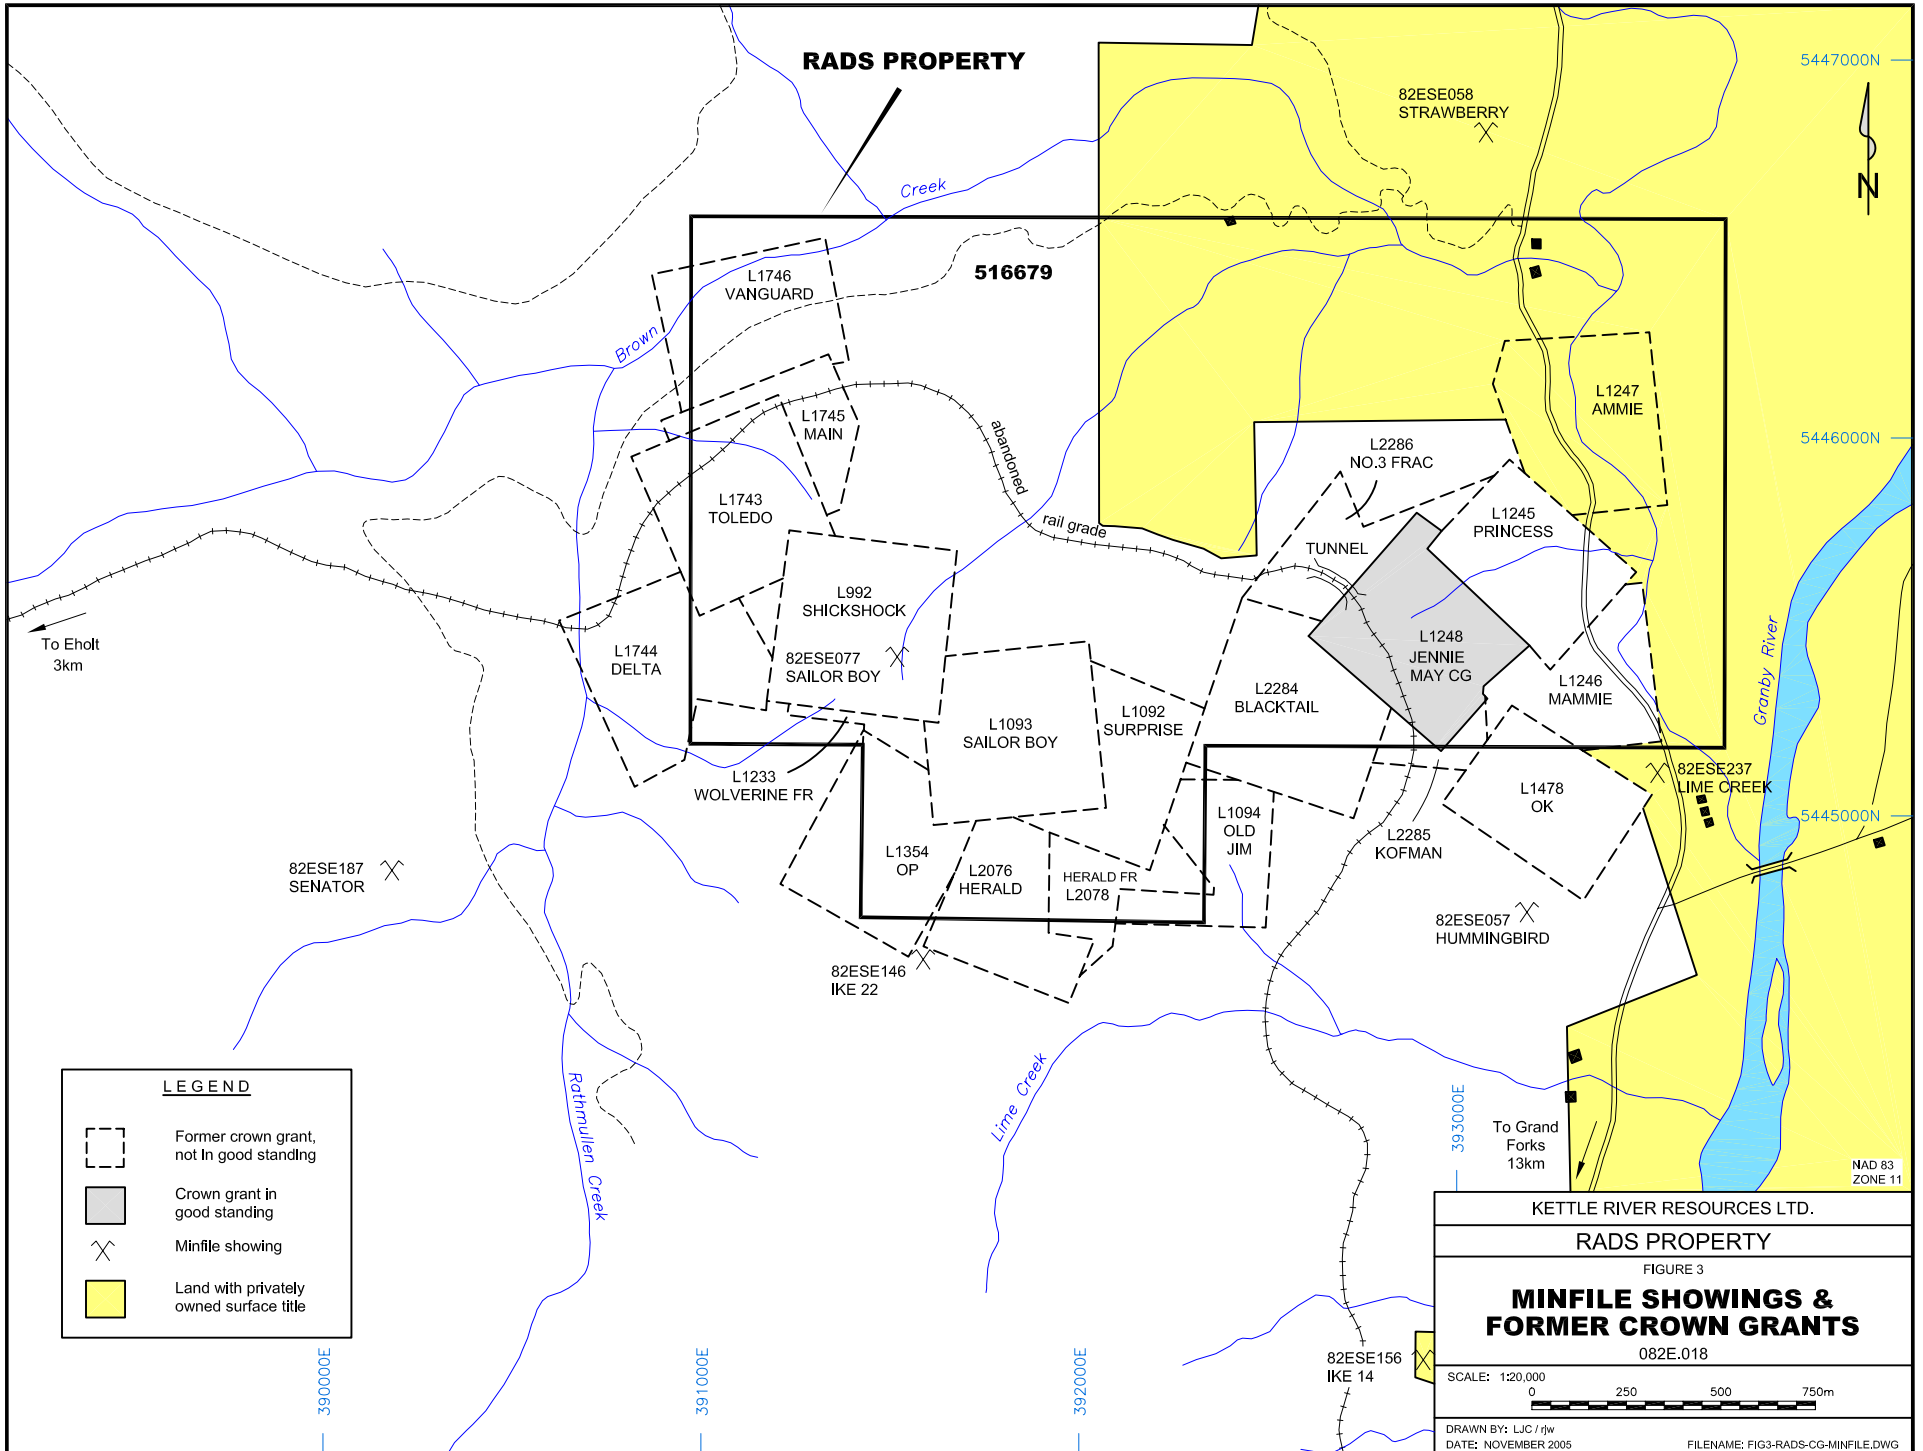 RADS PROPERTY
5447000N
82ESE058
STRAWBERRY
N
Creek
516679
L1746
VANGUARD
Brown
L1247
AMMIE
L1745
MAIN
abandoned
rail grade
5446000N
L2286
NO.3 FRAC
L1743
TOLEDO
L1245
PRINCESS
TUNNEL
L992
SHICKSHOCK
To Eholt
3km
L1744
DELTA
82ESE077
SAILOR BOY
L1248
JENNIE
MAY CG
Granby River
L1246
MAMMIE
L2284
BLACKTAIL
L1092
SURPRISE
L1093
SAILOR BOY
L1233
WOLVERINE FR
82ESE237
LIME CREEK
L1478
OK
5445000N
L1094
OLD
JIM
L2285
KOFMAN
L1354
OP
L2076
HERALD
HERALD FR
L2078
82ESE187
SENATOR
82ESE057
HUMMINGBIRD
82ESE146
IKE 22
Lime Creek
Rathmullen Creek
LEGEND
Former crown grant,
not in good standing
Crown grant in
good standing
Minfile showing
Land with privately
owned surface title
393000E
To Grand
Forks
13km
NAD 83
ZONE 11
390000E
391000E
392000E
82ESE156
IKE 14
KETTLE RIVER RESOURCES LTD.
RADS PROPERTY
FIGURE 3
MINFILE SHOWINGS &
FORMER CROWN GRANTS
082E.018
SCALE: 1:20,000
0 250 500 750m
DRAWN BY: LJC / rjw
DATE: NOVEMBER 2005
FILENAME: FIG3-RADS-CG-MINFILE.DWG